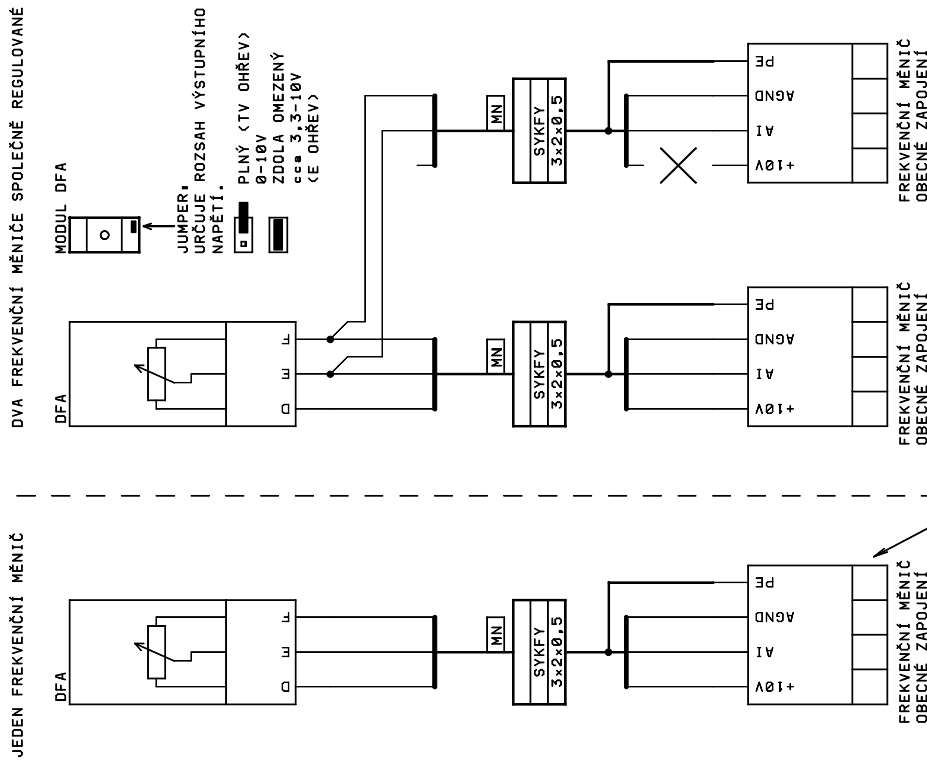 DVA FREKVENČNÍ MĚNIČE SPOLEČNĚ REGULOVANÉ
MODUL DFA
JUMPER:
URČUJE ROZSAH VÝSTUPNÍHO
NAPĚTÍ.
PLNÝ (TV OHŘEV)
0-10V
ZDOLA OMEZENÝ
cca 3,3-10V
(E OHŘEV)
MN
SYKFY
3x2x0,5
PE
AGND
AI
+10V
FREKVENČNÍ MĚNIČ
OBECNÉ ZAPOJENÍ
DFA
F
E
D
MN
SYKFY
3x2x0,5
PE
AGND
AI
+10V
FREKVENČNÍ MĚNIČ
OBECNÉ ZAPOJENÍ
JEDEN FREKVENČNÍ MĚNIČ
DFA
F
E
D
MN
SYKFY
3x2x0,5
PE
AGND
AI
+10V
FREKVENČNÍ MĚNIČ
OBECNÉ ZAPOJENÍ